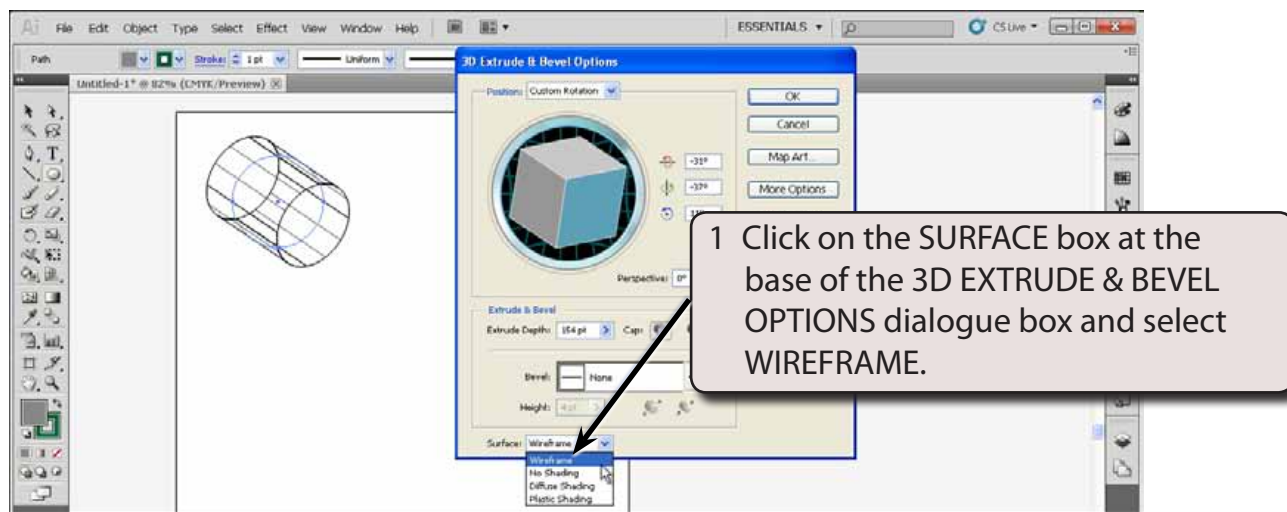 Ai File Edit Object Type Select Effect View Window Help
ESSENTIALS
CS Live
Path
Stroke: 1 pt
Uniform
Untitled-1* @ 82% (CMYK/Preview)
3D Extrude & Bevel Options
Position: Custom Rotation
OK
Cancel
-31°
Map Art...
-37°
More Options
Perspective: 0°
Extrude & Bevel
Extrude Depth: 154 pt Cap:
Bevel: None
Height: 4 pt
Surface: Wireframe
Wireframe
No Shading
Diffuse Shading
Plastic Shading
1 Click on the SURFACE box at the
base of the 3D EXTRUDE & BEVEL
OPTIONS dialogue box and select
WIREFRAME.